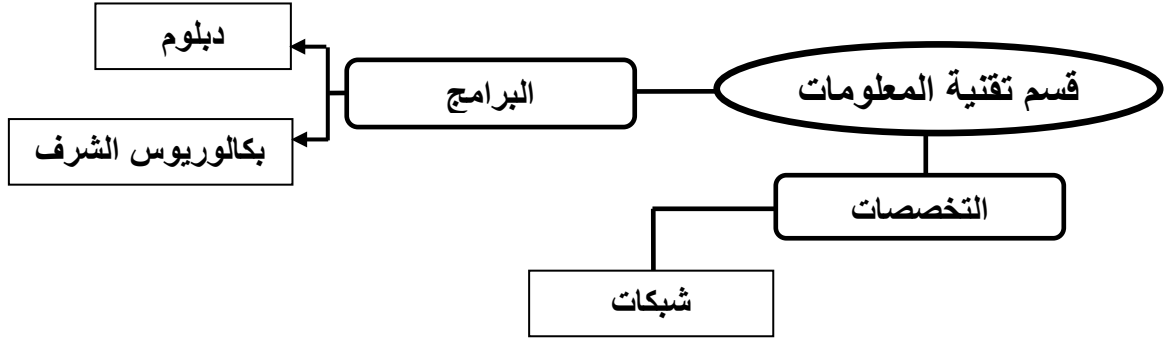 قسم تقنية المعلومات
البرامج
دبلوم
بكالوريوس الشرف
التخصصات
شبكات